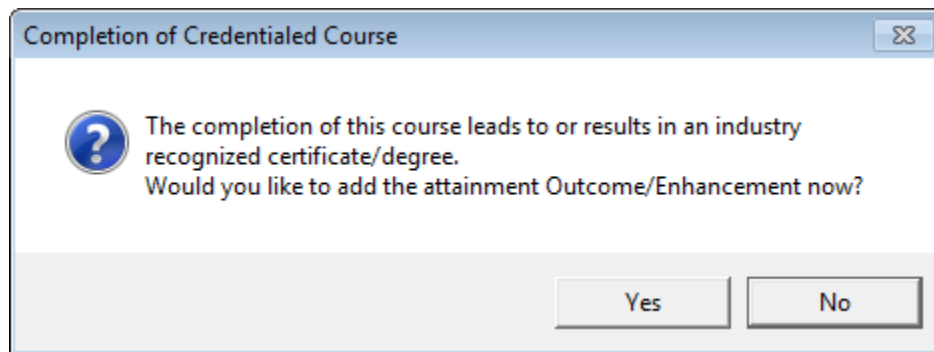 Completion of Credentialed Course
The completion of this course leads to or results in an industry
recognized certificate/degree.
Would you like to add the attainment Outcome/Enhancement now?
Yes
No